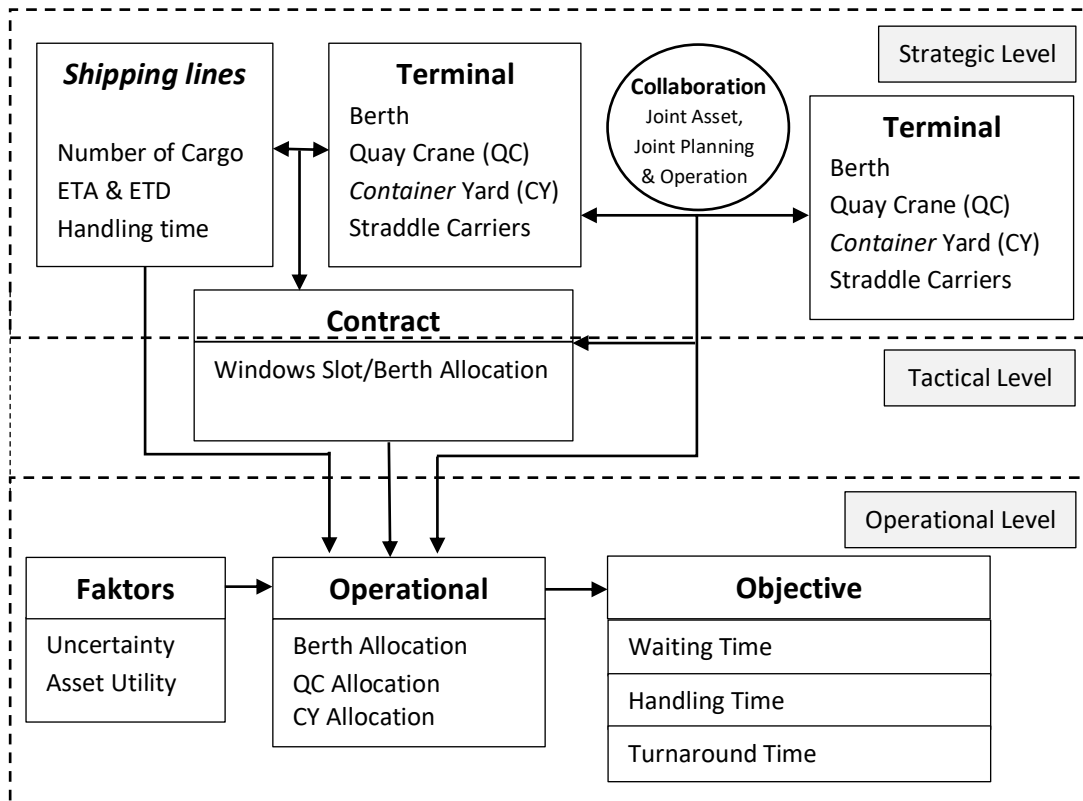 Strategic Level
Shipping lines
Number of Cargo
ETA & ETD
Handling time
Terminal
Berth
Quay Crane (QC)
Container Yard (CY)
Straddle Carriers
Collaboration
Joint Asset,
Joint Planning
& Operation
Terminal
Berth
Quay Crane (QC)
Container Yard (CY)
Straddle Carriers
Contract
Windows Slot/Berth Allocation
Tactical Level
Operational Level
Faktors
Uncertainty
Asset Utility
Operational
Berth Allocation
QC Allocation
CY Allocation
Objective
Waiting Time
Handling Time
Turnaround Time